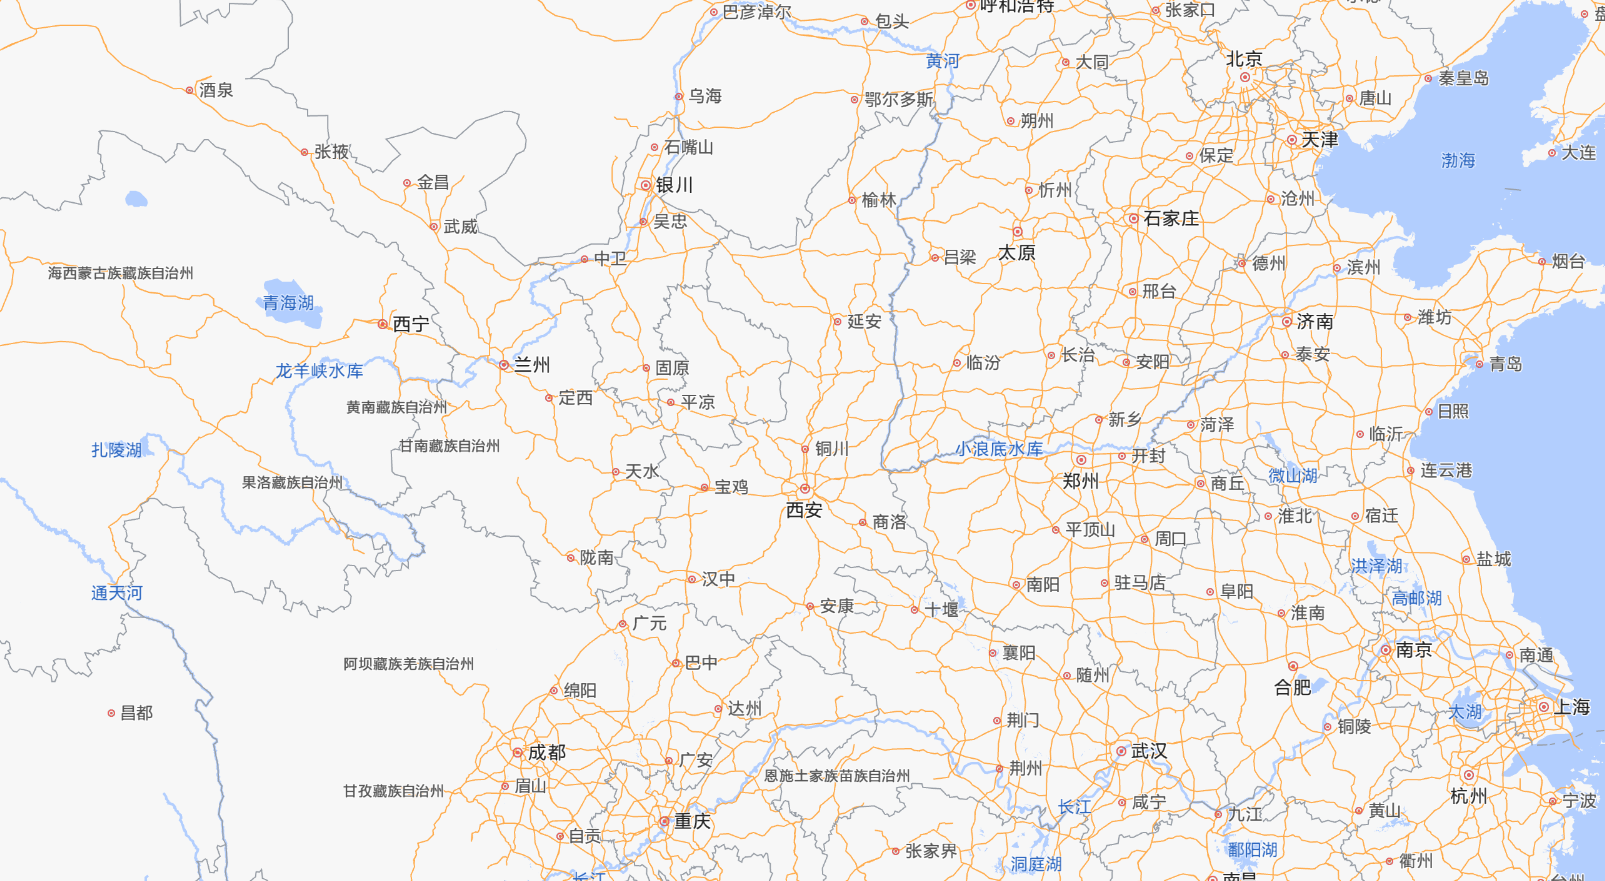 巴彦淖尔
包头
呼和浩特
张家口
黄河
大同
北京
秦皇岛
酒泉
乌海
鄂尔多斯
唐山
朔州
天津
张掖
石嘴山
保定
渤海
大连
金昌
银川
榆林
忻州
沧州
武威
吴忠
石家庄
太原
中卫
吕梁
德州
滨州
烟台
海西蒙古族藏族自治州
青海湖
邢台
西宁
延安
济南
潍坊
兰州
固原
临汾
长治
安阳
泰安
青岛
龙羊峡水库
定西
平凉
黄南藏族自治州
新乡
菏泽
日照
扎陵湖
甘南藏族自治州
铜川
小浪底水库
开封
临沂
天水
郑州
微山湖
连云港
果洛藏族自治州
宝鸡
商丘
西安
商洛
平顶山
周口
淮北
宿迁
陇南
洪泽湖
盐城
通天河
汉中
南阳
驻马店
阜阳
高邮湖
安康
十堰
淮南
广元
阿坝藏族羌族自治州
巴中
襄阳
南京
南通
绵阳
随州
合肥
昌都
达州
荆门
铜陵
太湖
上海
成都
广安
武汉
恩施土家族苗族自治州
荆州
甘孜藏族自治州
眉山
长江
咸宁
杭州
宁波
重庆
九江
黄山
自贡
张家界
洞庭湖
鄱阳湖
衢州
长江
南昌
台州